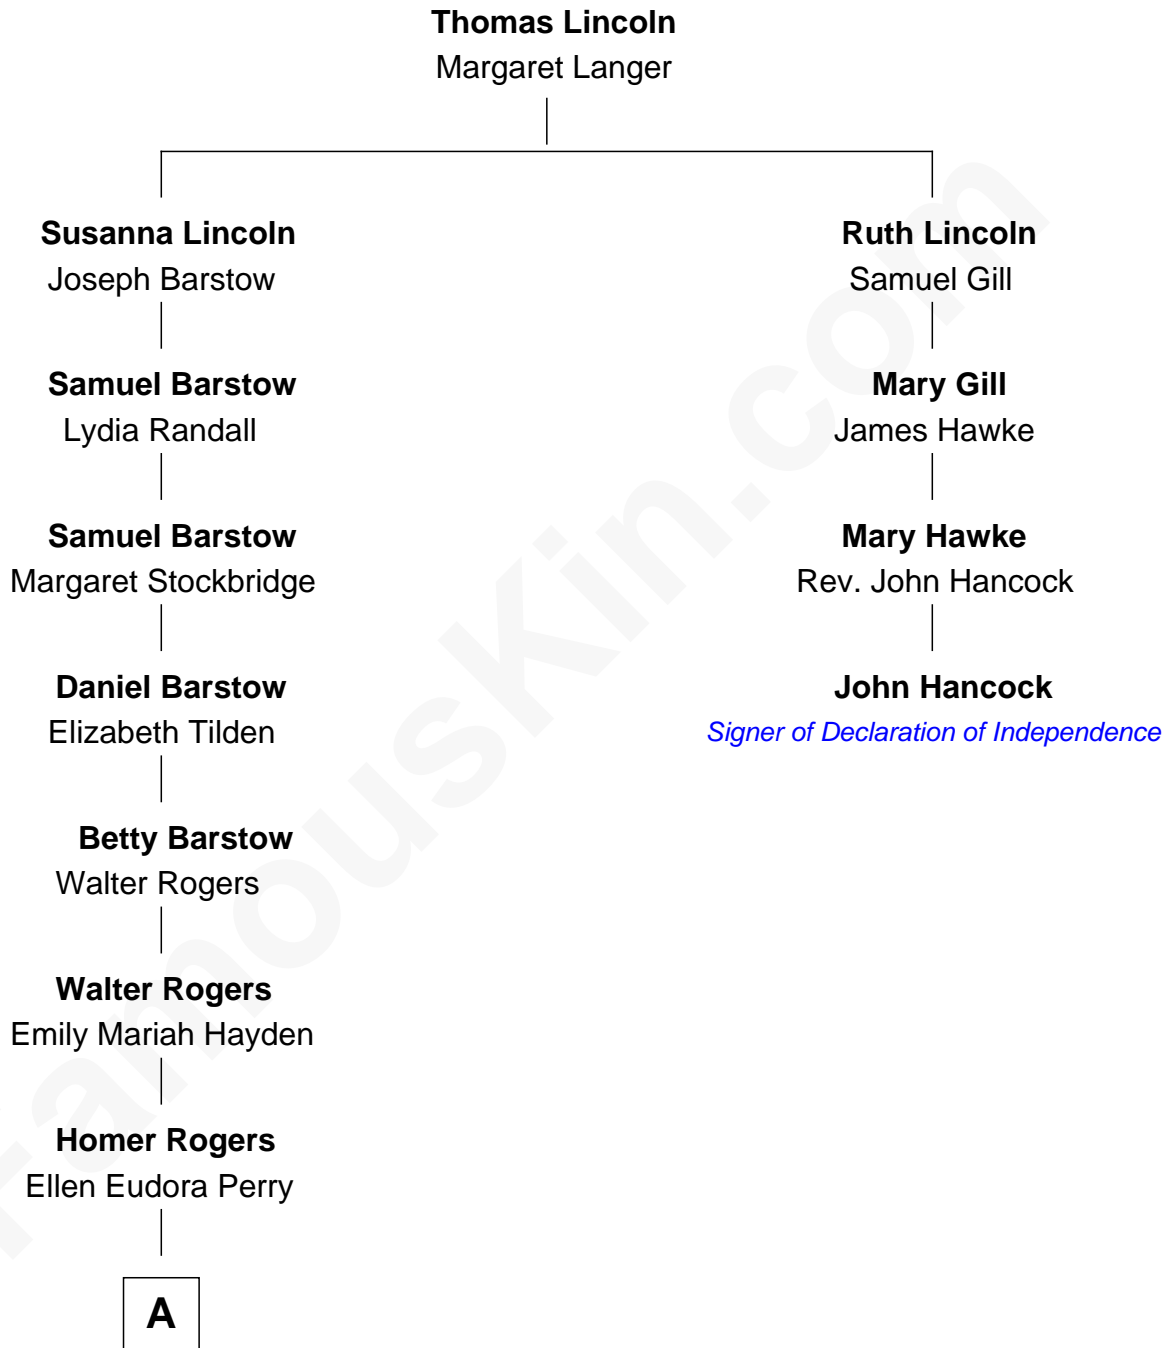 Thomas Lincoln
Margaret Langer
Susanna Lincoln
Joseph Barstow
Ruth Lincoln
Samuel Gill
Samuel Barstow
Lydia Randall
Mary Gill
James Hawke
Samuel Barstow
Margaret Stockbridge
Mary Hawke
Rev. John Hancock
Daniel Barstow
Elizabeth Tilden
John Hancock
Signer of Declaration of Independence
Betty Barstow
Walter Rogers
Walter Rogers
Emily Mariah Hayden
Homer Rogers
Ellen Eudora Perry
A
FamousKin.com